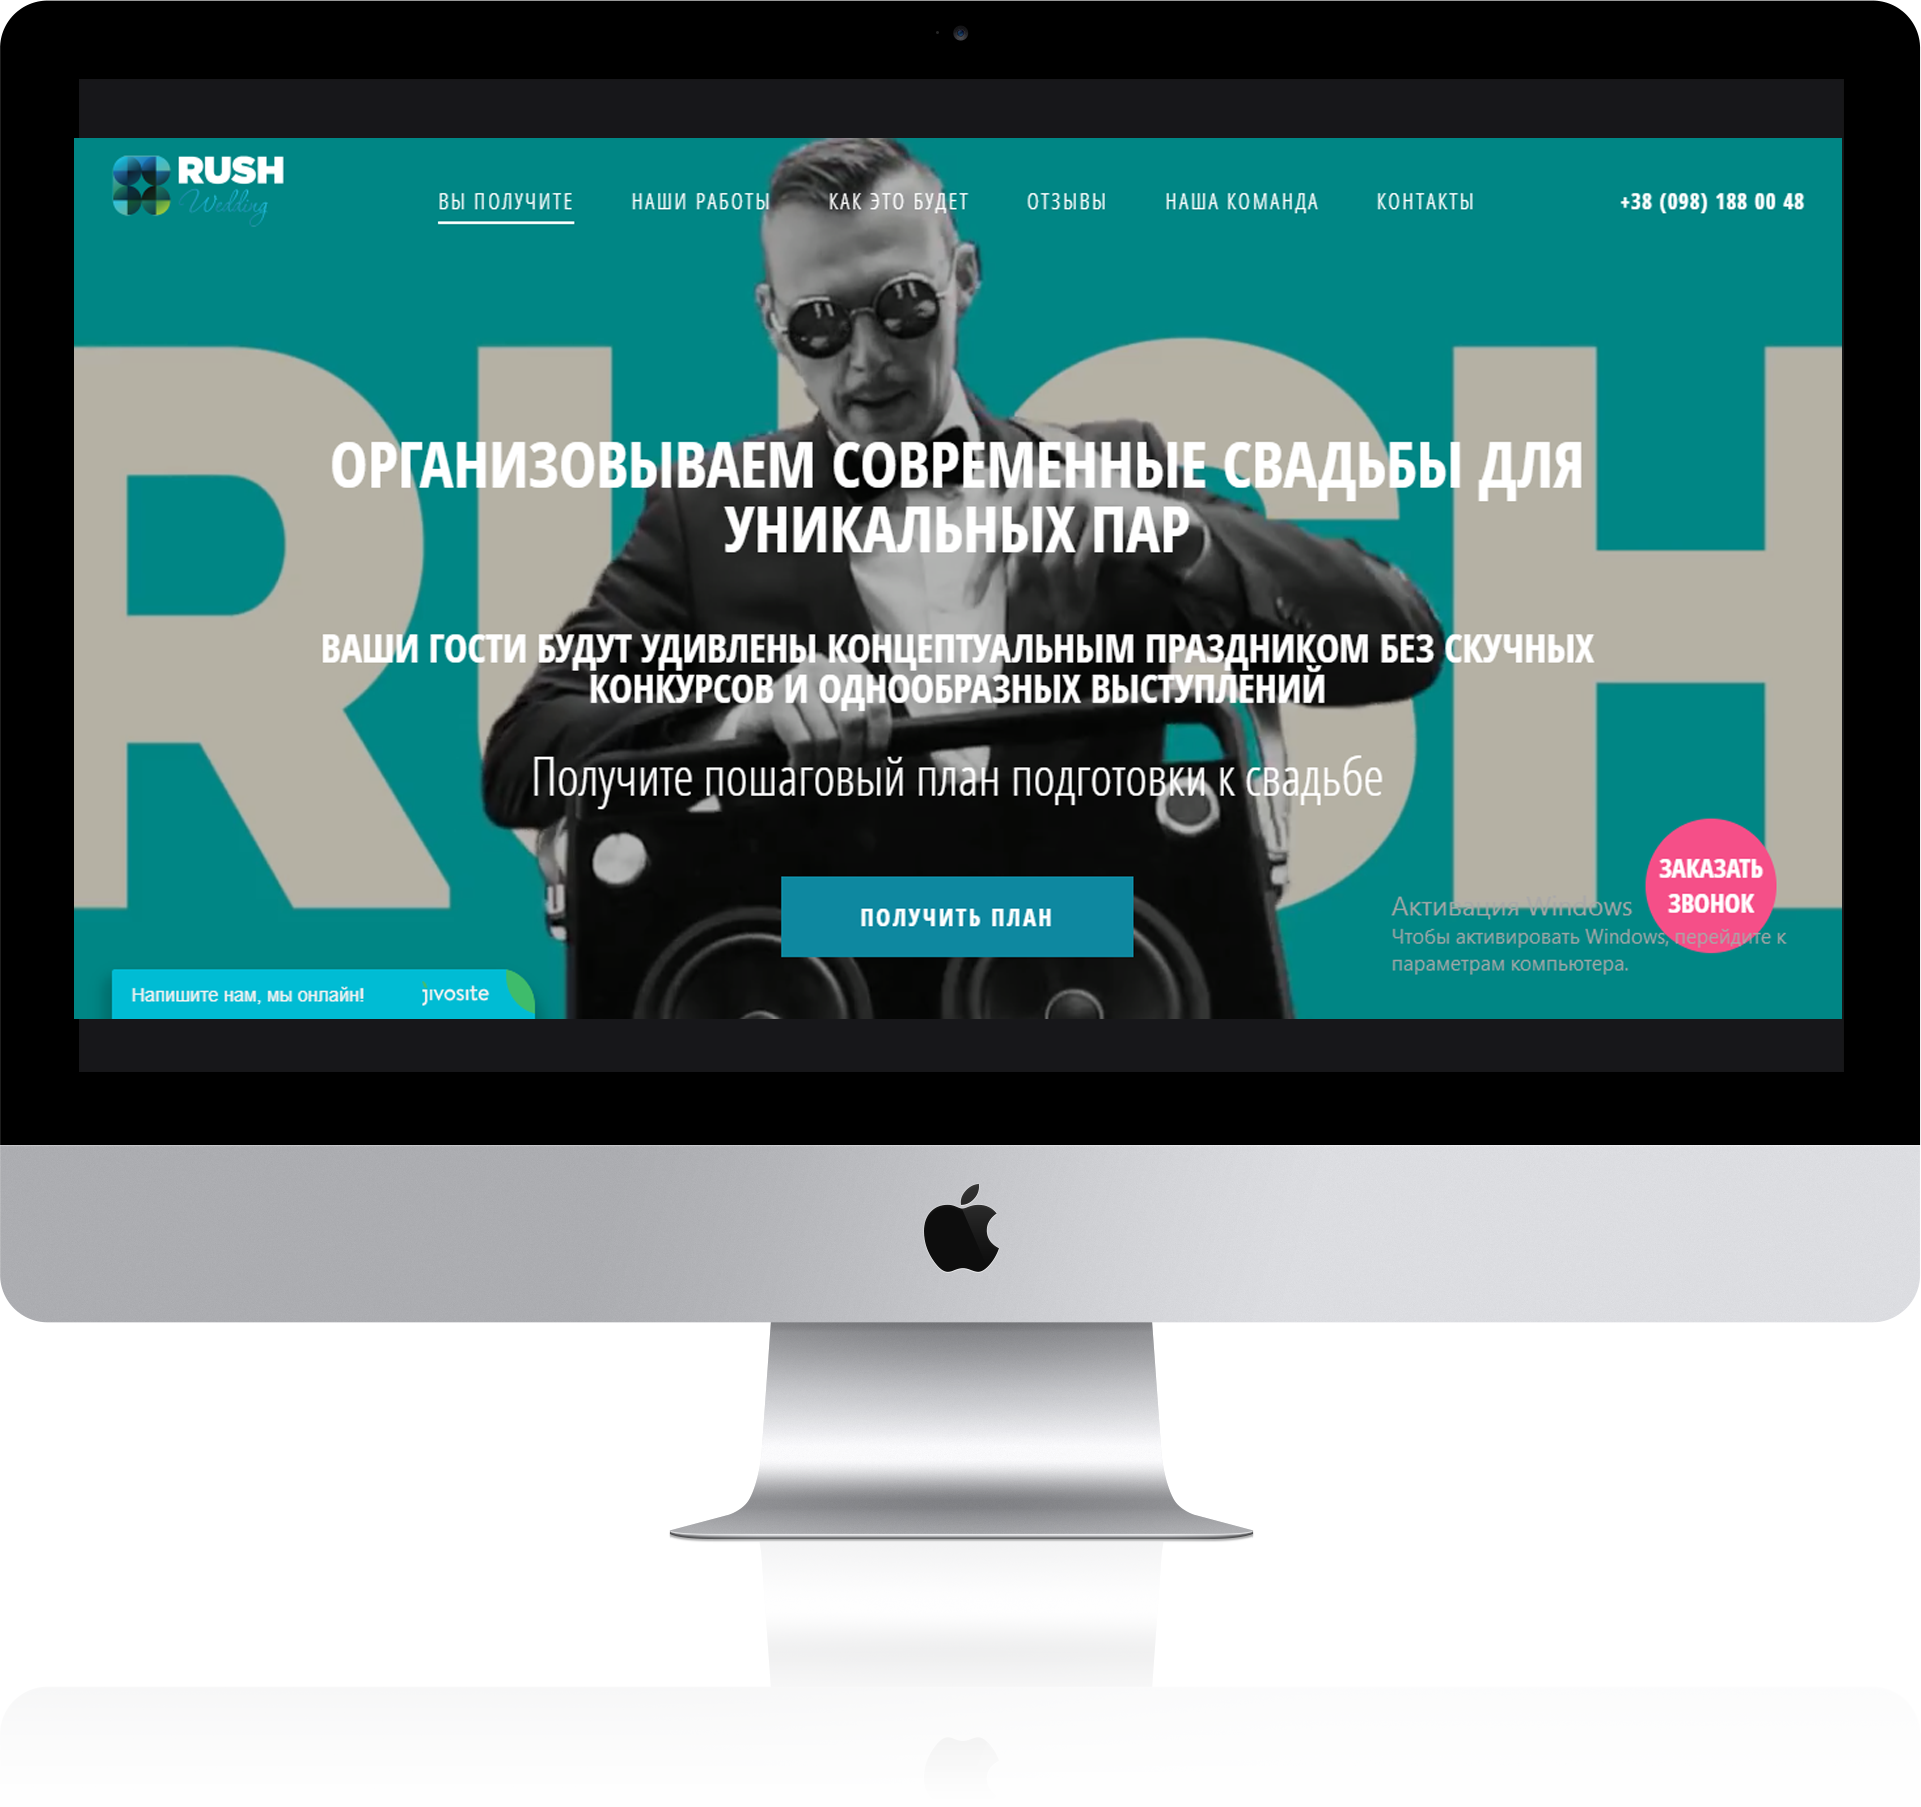 RUSH
Wedding
ВЫ ПОЛУЧИТЕ
НАШИ РАБОТЫ
КАК ЭТО БУДЕТ
ОТЗЫВЫ
НАША КОМАНДА
КОНТАКТЫ
+38 (098) 188 00 48
RUSH
ОРГАНИЗОВЫВАЕМ СОВРЕМЕННЫЕ СВАДЬБЫ ДЛЯ
УНИКАЛЬНЫХ ПАР
ВАШИ ГОСТИ БУДУТ УДИВЛЕНЫ КОНЦЕПТУАЛЬНЫМ ПРАЗДНИКОМ БЕЗ СКУЧНЫХ
КОНКУРСОВ И ОДНООБРАЗНЫХ ВЫСТУПЛЕНИЙ
Получите пошаговый план подготовки к свадьбе
ПОЛУЧИТЬ ПЛАН
ЗАКАЗАТЬ
ЗВОНОК
Активация Windows
Чтобы активировать Windows, перейдите к
параметрам компьютера.
Напишите нам, мы онлайн!
jivosite